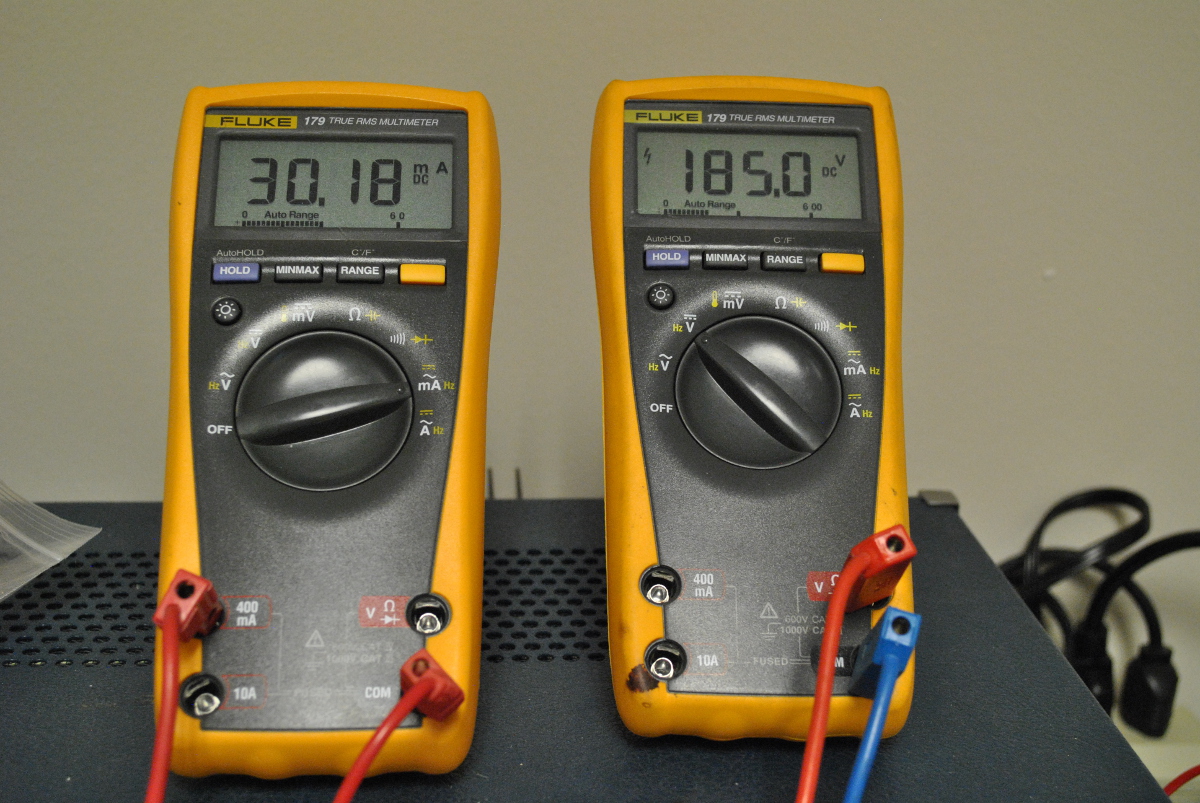 FLUKE 179 TRUE RMS MULTIMETER
30.18 mA DC
0 Auto Range 60
AutoHOLD C°/F°
HOLD MINMAX RANGE
mV Ω
Hz V
Hz V mA Hz
OFF A Hz
400 mA V Ω
10A COM
FLUKE 179 TRUE RMS MULTIMETER
185.0 DC V
0 Auto Range 600
AutoHOLD C°/F°
HOLD MINMAX RANGE
mV Ω
Hz V
Hz V mA Hz
OFF A Hz
400 mA V Ω
10A FUSED